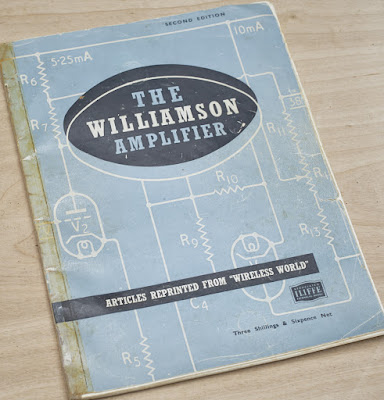 SECOND EDITION
5·25mA
10mA
R6
R7
THE
WILLIAMSON
AMPLIFIER
R11
R10
V2
R9
R13
ARTICLES REPRINTED FROM "WIRELESS WORLD"
C4
ILIFFE
Three Shillings & Sixpence Net
R5